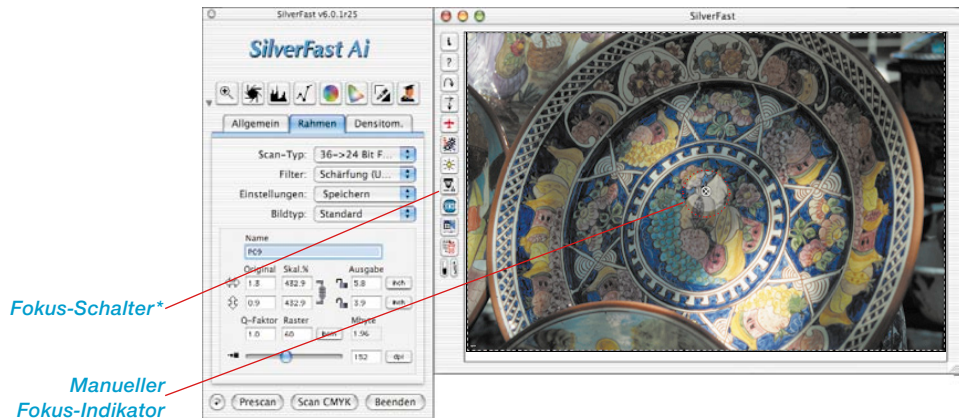 SilverFast v6.0.1r25
SilverFast Ai
Allgemein Rahmen Densitom.
Scan-Typ: 36->24 Bit F...
Filter: Schärfung (U...
Einstellungen: Speichern
Bildtyp: Standard
Name
P09
Original Skal.% Ausgabe
1.3 432.9 5.8 inch
0.9 432.9 3.9 inch
Q-Faktor Raster Mbyte
1.0 60 1.96
152 dpi
Prescan Scan CMYK Beenden
SilverFast
i
?
Fokus-Schalter*
Manueller
Fokus-Indikator